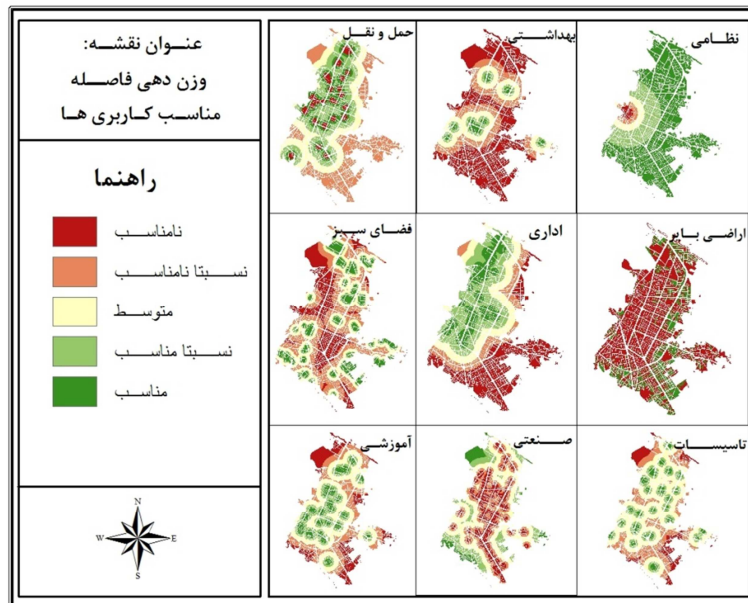 عنوان نقشه:
وزن دهی فاصله
مناسب کاربری ها
راهنما
نامناسب
نسبتا نامناسب
متوسط
نسبتا مناسب
مناسب
N
W E
S
نظامی
بهداشتی
حمل و نقل
اراضی بایر
اداری
فضای سبز
تاسیسات
صنعتی
آموزشی